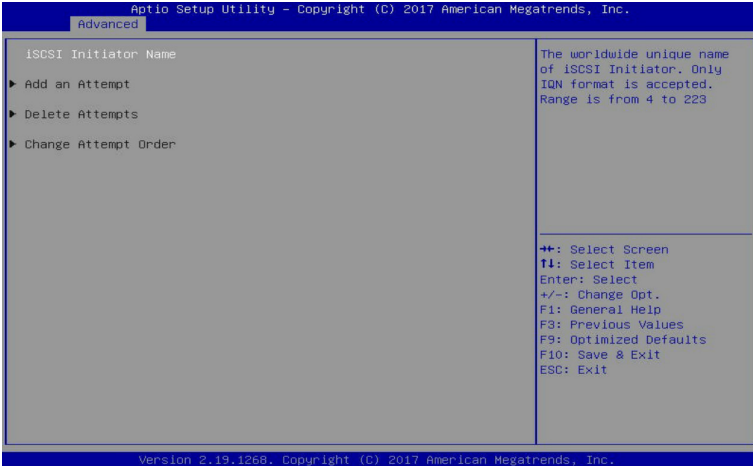 Aptio Setup Utility – Copyright (C) 2017 American Megatrends, Inc.
Advanced
iSCSI Initiator Name
▶ Add an Attempt
▶ Delete Attempts
▶ Change Attempt Order
The worldwide unique name
of iSCSI Initiator. Only
IQN format is accepted.
Range is from 4 to 223
→←: Select Screen
↑↓: Select Item
Enter: Select
+/-: Change Opt.
F1: General Help
F3: Previous Values
F9: Optimized Defaults
F10: Save & Exit
ESC: Exit
Version 2.19.1268. Copyright (C) 2017 American Megatrends, Inc.